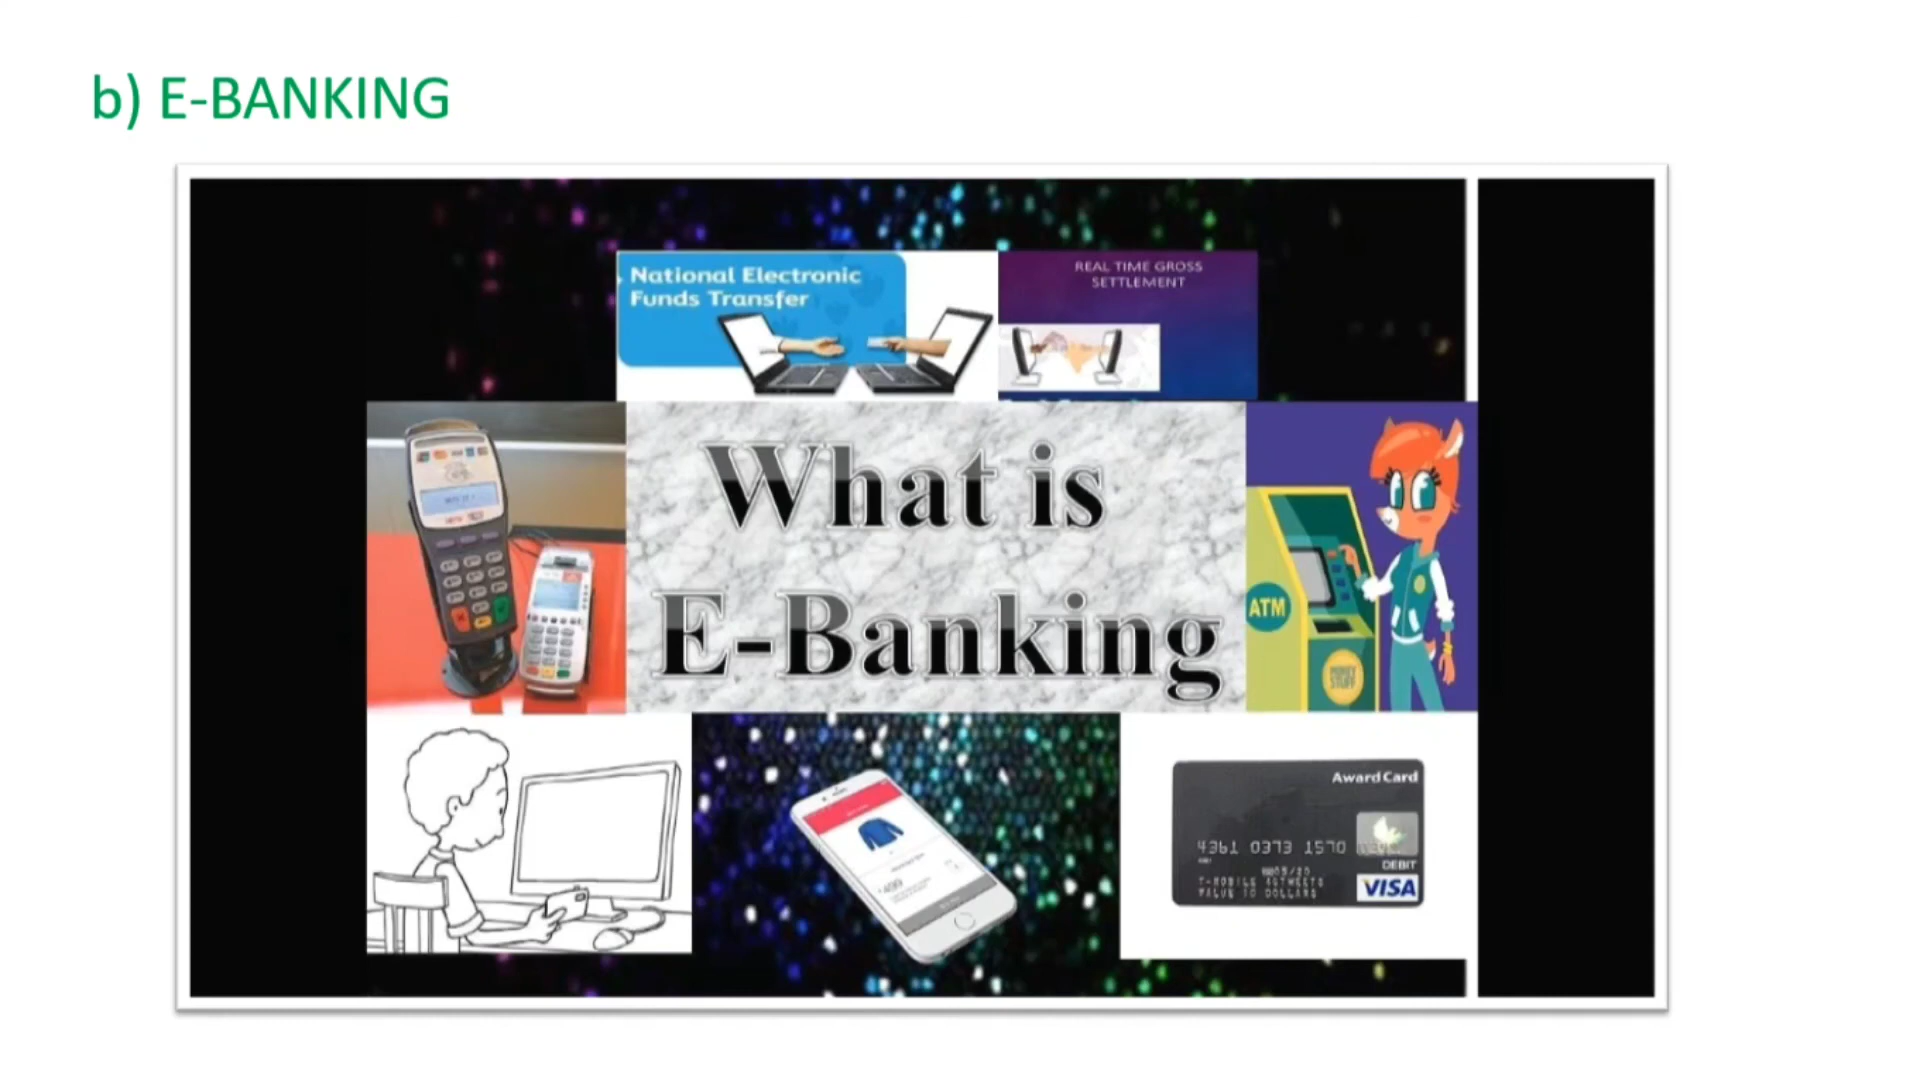 b) E-BANKING
National Electronic
Funds Transfer
REAL TIME GROSS
SETTLEMENT
What is
E-Banking
ATM
Award Card
4361 0373 1570
DEBIT
VISA